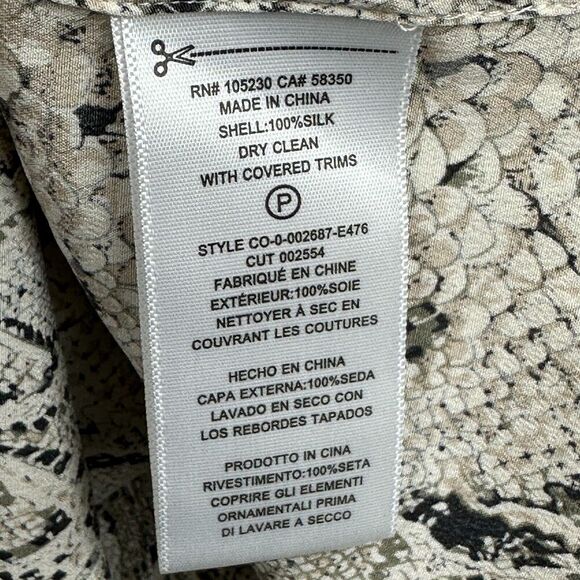 RN# 105230 CA# 58350
MADE IN CHINA
SHELL:100%SILK
DRY CLEAN
WITH COVERED TRIMS
P
STYLE CO-0-002687-E476
CUT 002554
FABRIQUÉ EN CHINE
EXTÉRIEUR:100%SOIE
NETTOYER À SEC EN
COUVRANT LES COUTURES
HECHO EN CHINA
CAPA EXTERNA:100%SEDA
LAVADO EN SECO CON
LOS REBORDES TAPADOS
PRODOTTO IN CINA
RIVESTIMENTO:100%SETA
COPRIRE GLI ELEMENTI
ORNAMENTALI PRIMA
DI LAVARE A SECCO